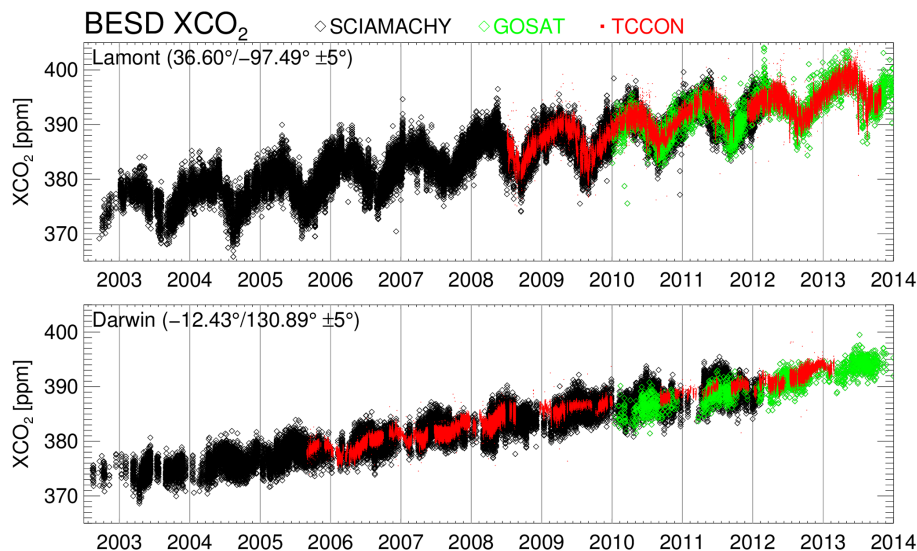 BESD XCO₂ SCIAMACHY GOSAT TCCON
Lamont (36.60°/−97.49° ±5°)
XCO₂ [ppm]
400
390
380
370
2003 2004 2005 2006 2007 2008 2009 2010 2011 2012 2013 2014
Darwin (−12.43°/130.89° ±5°)
XCO₂ [ppm]
400
390
380
370
2003 2004 2005 2006 2007 2008 2009 2010 2011 2012 2013 2014